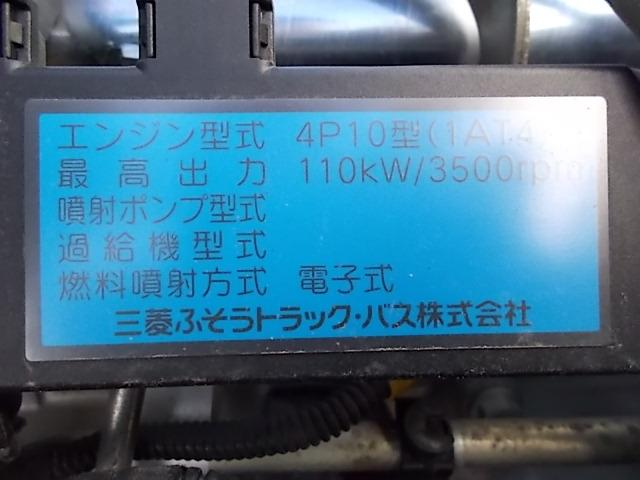 エンジン型式 4P10型(1AT4
最高出力 110kW/3500rpm
噴射ポンプ型式
過給機型式
燃料噴射方式 電子式
三菱ふそうトラック・バス株式会社